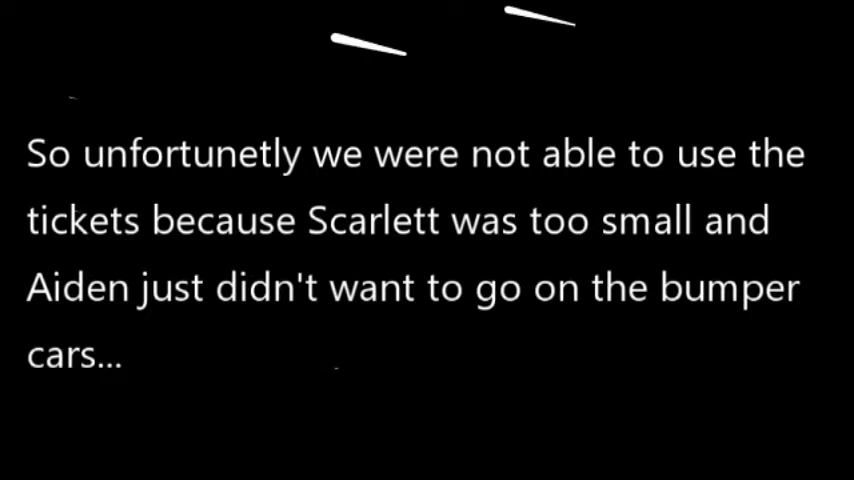 So unfortunetly we were not able to use the
tickets because Scarlett was too small and
Aiden just didn't want to go on the bumper
cars...